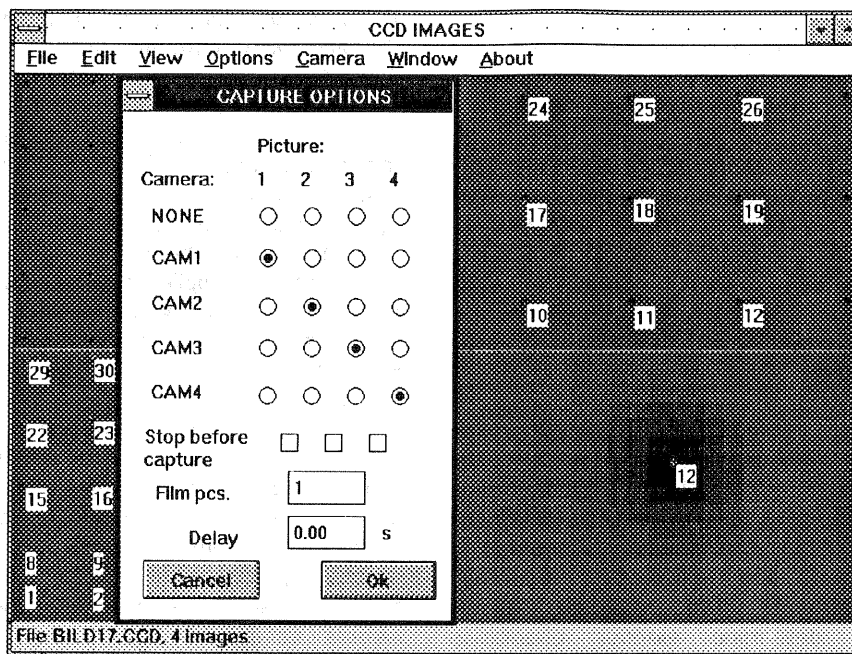 CCD IMAGES
File Edit View Options Camera Window About
CAPTURE OPTIONS
Picture:
Camera: 1 2 3 4
NONE
CAM1
CAM2
CAM3
CAM4
Stop before
capture
Film pcs. 1
Delay 0.00 s
Cancel Ok
24 25 26
17 18 19
10 11 12
29 30
22 23
15 16
8 9
1 2
12
File BILD17.CCD, 4 images